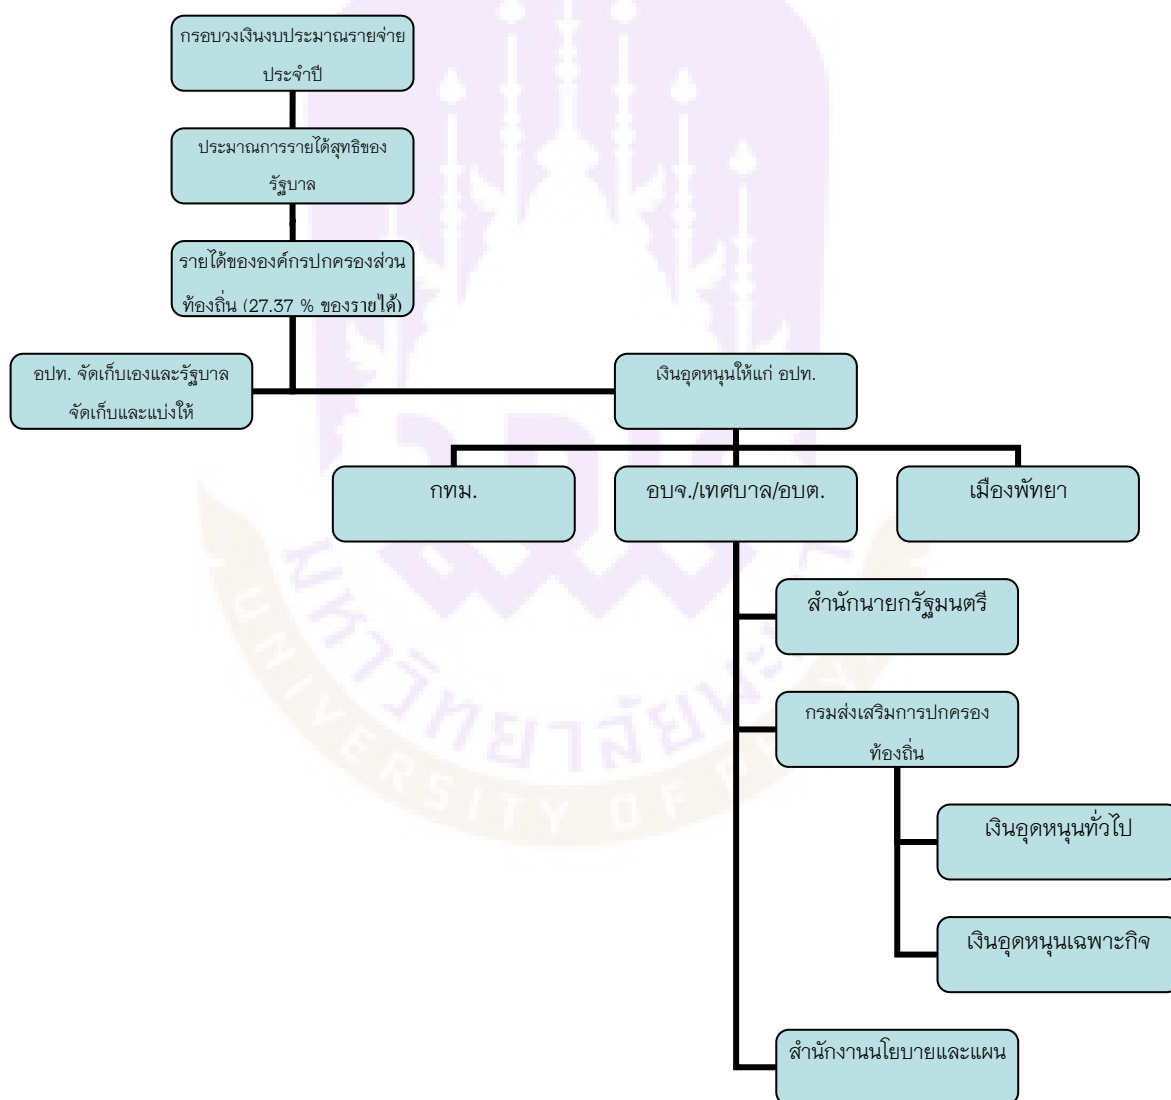 กรอบวงเงินงบประมาณรายจ่าย
ประจำปี
ประมาณการรายได้สุทธิของ
รัฐบาล
รายได้ขององค์กรปกครองส่วน
ท้องถิ่น (27.37 % ของรายได้)
อปท. จัดเก็บเองและรัฐบาล
จัดเก็บและแบ่งให้
เงินอุดหนุนให้แก่ อปท.
กทม.
อบจ./เทศบาล/อบต.
เมืองพัทยา
สำนักนายกรัฐมนตรี
กรมส่งเสริมการปกครอง
ท้องถิ่น
เงินอุดหนุนทั่วไป
เงินอุดหนุนเฉพาะกิจ
สำนักงานนโยบายและแผน
มหาวิทยาลัย
UNIVERSITY OF